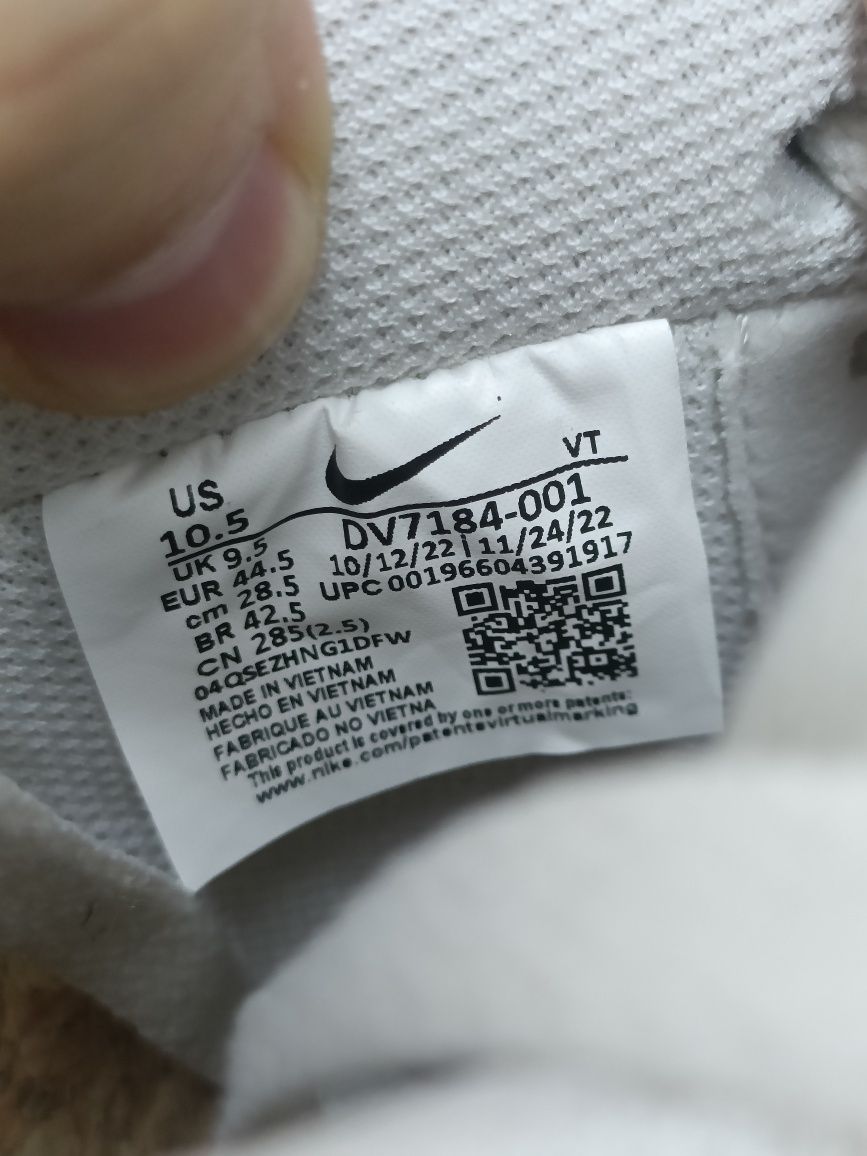 US
10.5
UK 9.5
EUR 44.5
cm 28.5
BR 42.5
CN 285(2.5)
04QSEZHNG1DFW
MADE IN VIETNAM
HECHO EN VIETNAM
FABRIQUE AU VIETNAM
FABRICADO NO VIETNA
This product is covered by one or more patents:
www.nike.com/patentsvirtualmarking
VT
DV7184-001
10/12/22 | 11/24/22
UPC 00196604391917